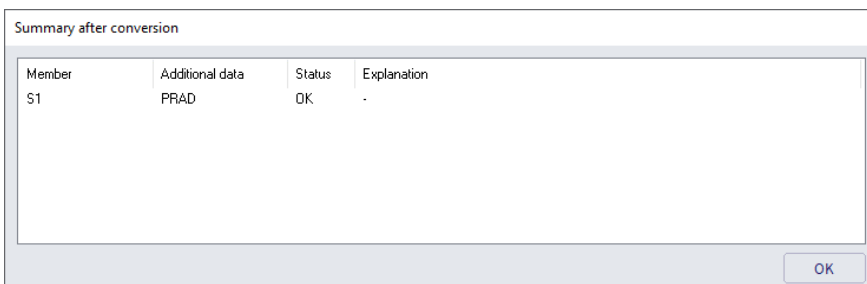 Summary after conversion
Member Additional data Status Explanation
S1 PRAD OK -
OK